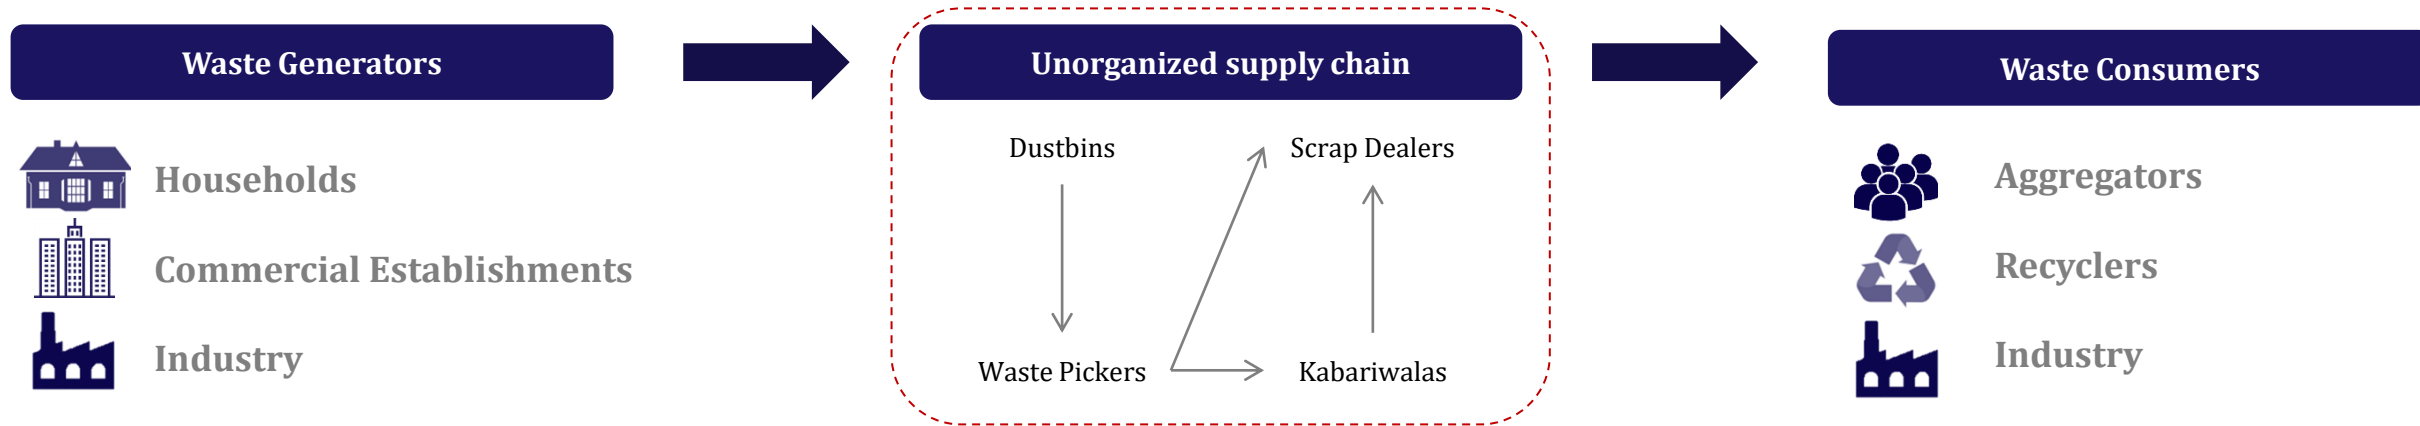 Waste Generators
Households
Commercial Establishments
Industry
Unorganized supply chain
Dustbins
Scrap Dealers
Waste Pickers
Kabariwalas
Waste Consumers
Aggregators
Recyclers
Industry